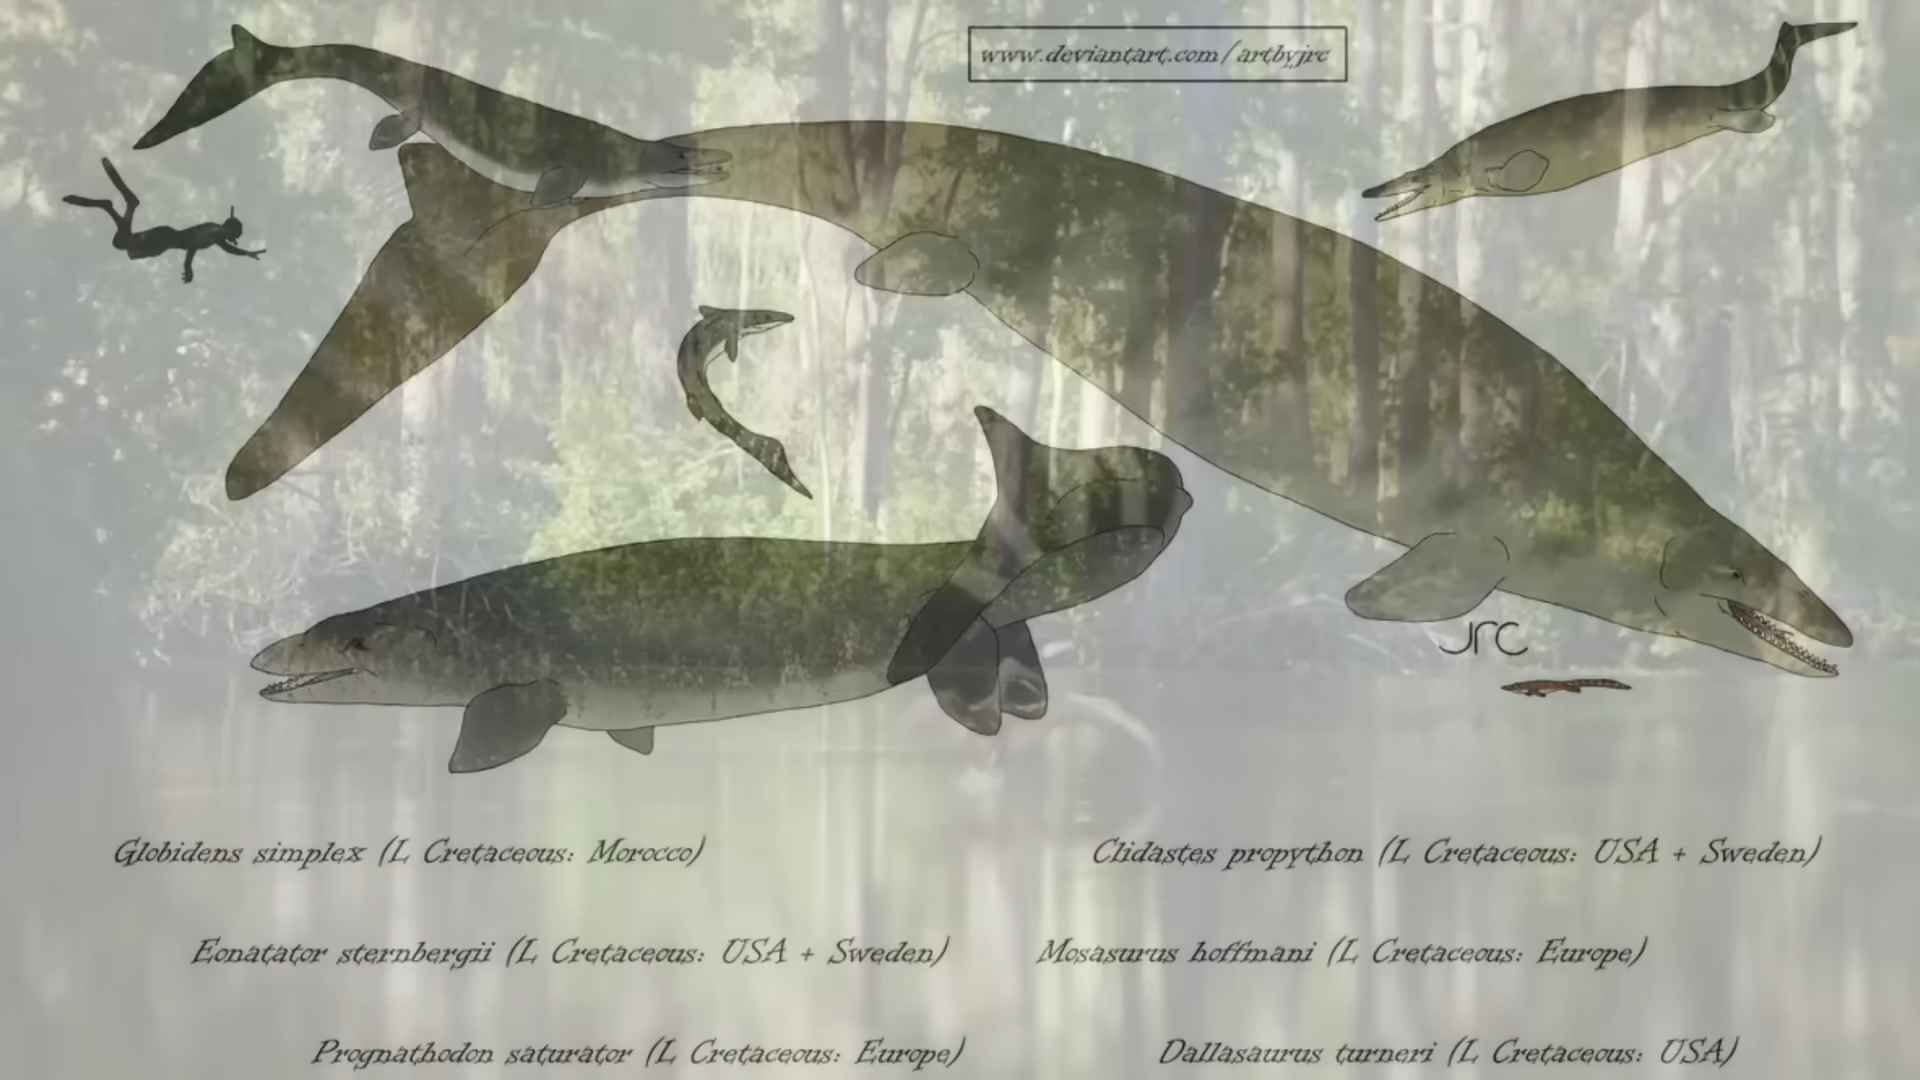 www.deviantart.com/artbyjrc
JrC
Globidens simplex (L Cretaceous: Morocco)
Clidastes propython (L Cretaceous: USA + Sweden)
Eonatator sternbergii (L Cretaceous: USA + Sweden)
Mosasurus hoffmani (L Cretaceous: Europe)
Prognathodon saturator (L Cretaceous: Europe)
Dallasaurus turneri (L Cretaceous: USA)